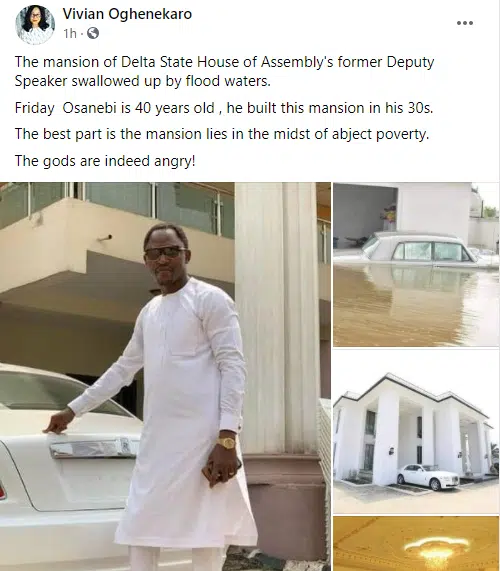 Vivian Oghenekaro
1h ·
The mansion of Delta State House of Assembly's former Deputy
Speaker swallowed up by flood waters.
Friday  Osanebi is 40 years old , he built this mansion in his 30s.
The best part is the mansion lies in the midst of abject poverty.
The gods are indeed angry!